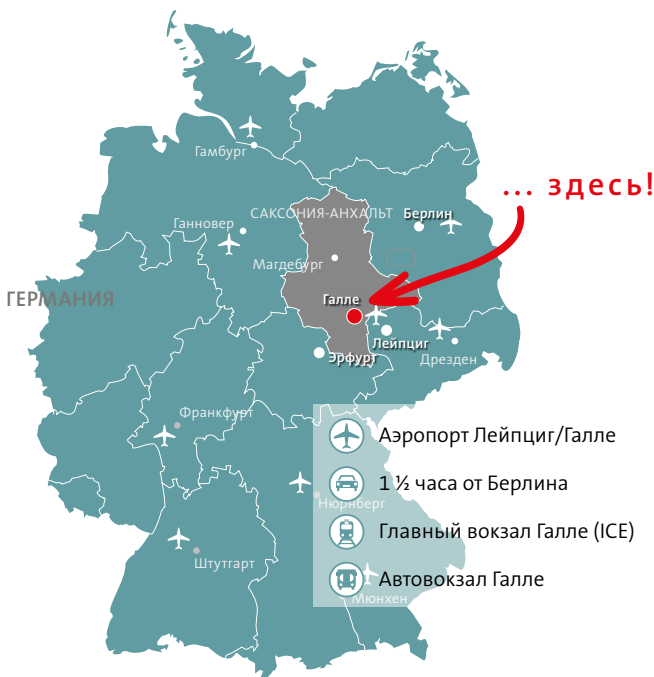 Гамбург
... здесь!
САКСОНИЯ-АНХАЛЬТ
Берлин
Ганновер
Магдебург
ГЕРМАНИЯ
Галле
Лейпциг
Эрфурт
Дрезден
Франкфурт
Аэропорт Лейпциг/Галле
1 ½ часа от Берлина
Нюрнберг
Главный вокзал Галле (ICE)
Штутгарт
Автовокзал Галле
Мюнхен